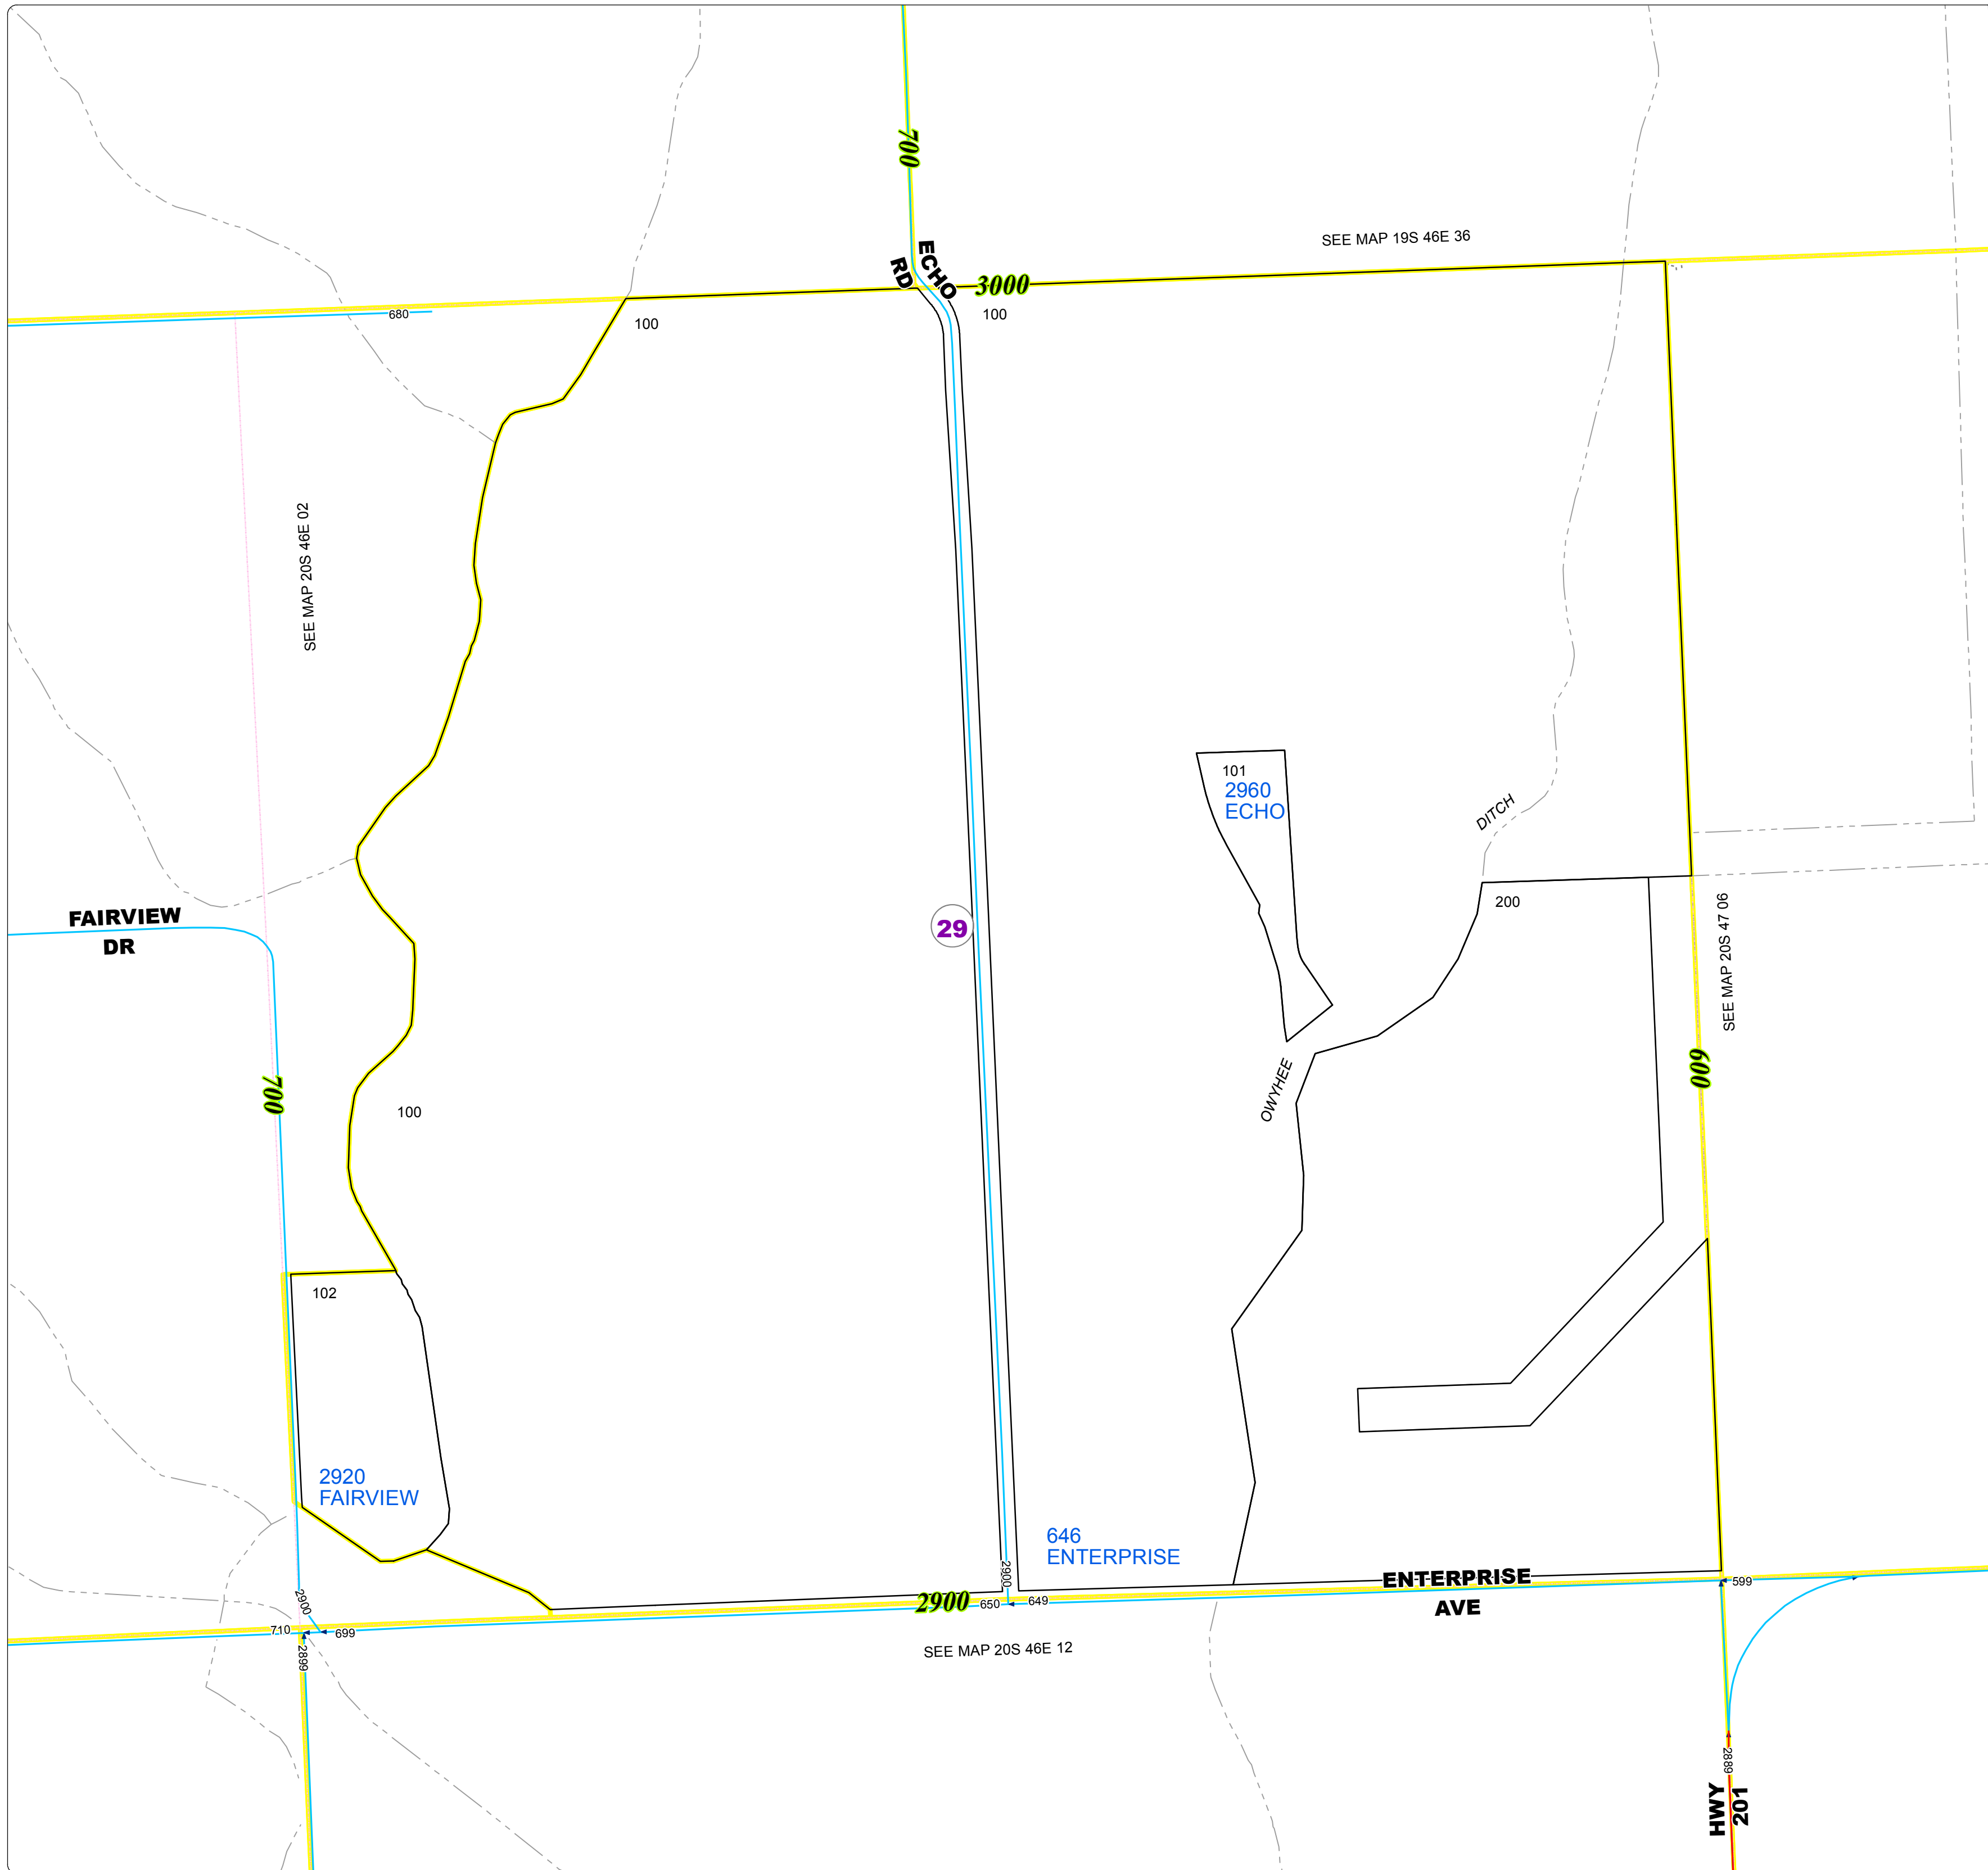 700
ECHO
RD
SEE MAP 19S 46E 36
3000
680
100
100
SEE MAP 20S 46E 02
101
2960
ECHO
DITCH
200
FAIRVIEW
DR
29
SEE MAP 20S 47 06
600
OWYHEE
700
100
102
2920
FAIRVIEW
646
ENTERPRISE
2900
ENTERPRISE
AVE
599
2900
650
649
2900
710
699
2899
SEE MAP 20S 46E 12
2889
HWY
201